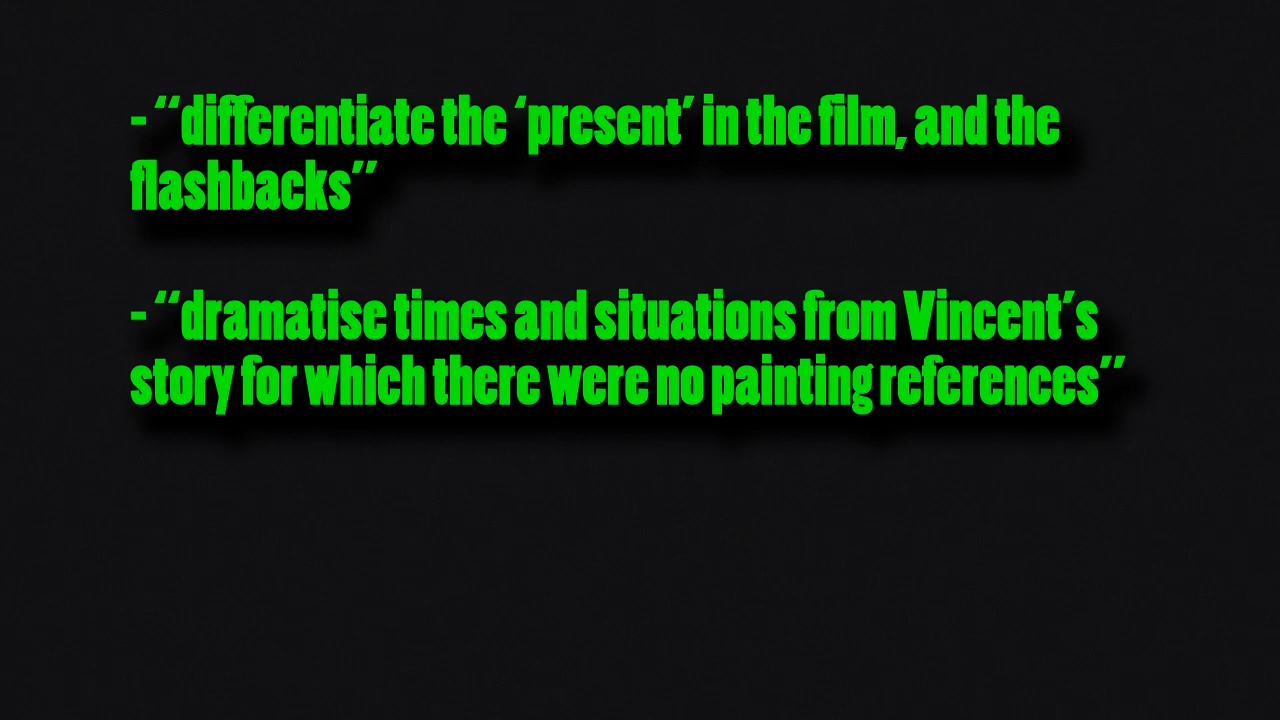 - “differentiate the ‘present’ in the film, and the
flashbacks”
- “dramatise times and situations from Vincent’s
story for which there were no painting references”